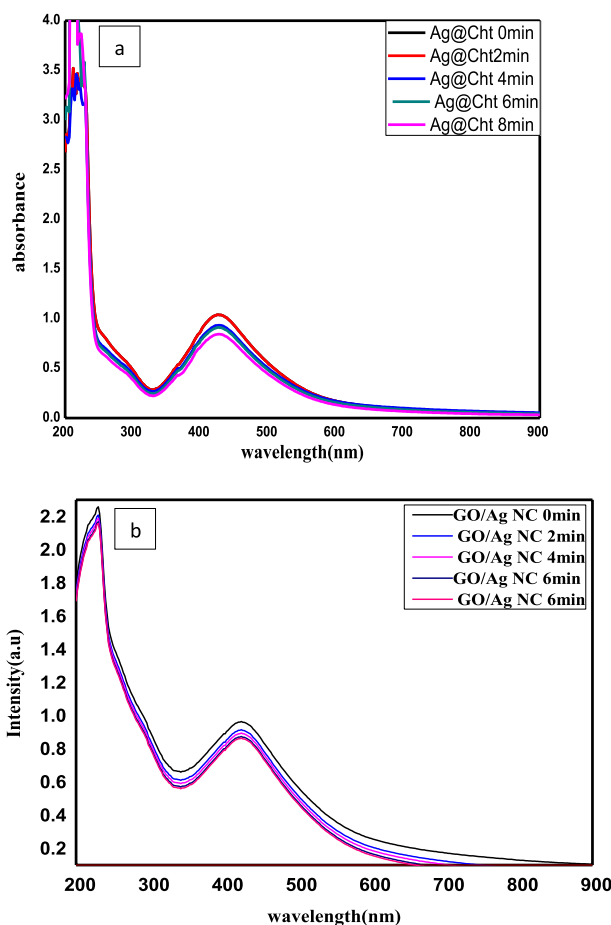 a
Ag@Cht 0min
Ag@Cht2min
Ag@Cht 4min
Ag@Cht 6min
Ag@Cht 8min
4.0
3.5
3.0
2.5
2.0
1.5
1.0
0.5
0.0
absorbance
200 300 400 500 600 700 800 900
wavelength(nm)
b
GO/Ag NC 0min
GO/Ag NC 2min
GO/Ag NC 4min
GO/Ag NC 6min
GO/Ag NC 6min
2.2
2.0
1.8
1.6
1.4
1.2
1.0
0.8
0.6
0.4
0.2
Intensity(a.u)
200 300 400 500 600 700 800 900
wavelength(nm)